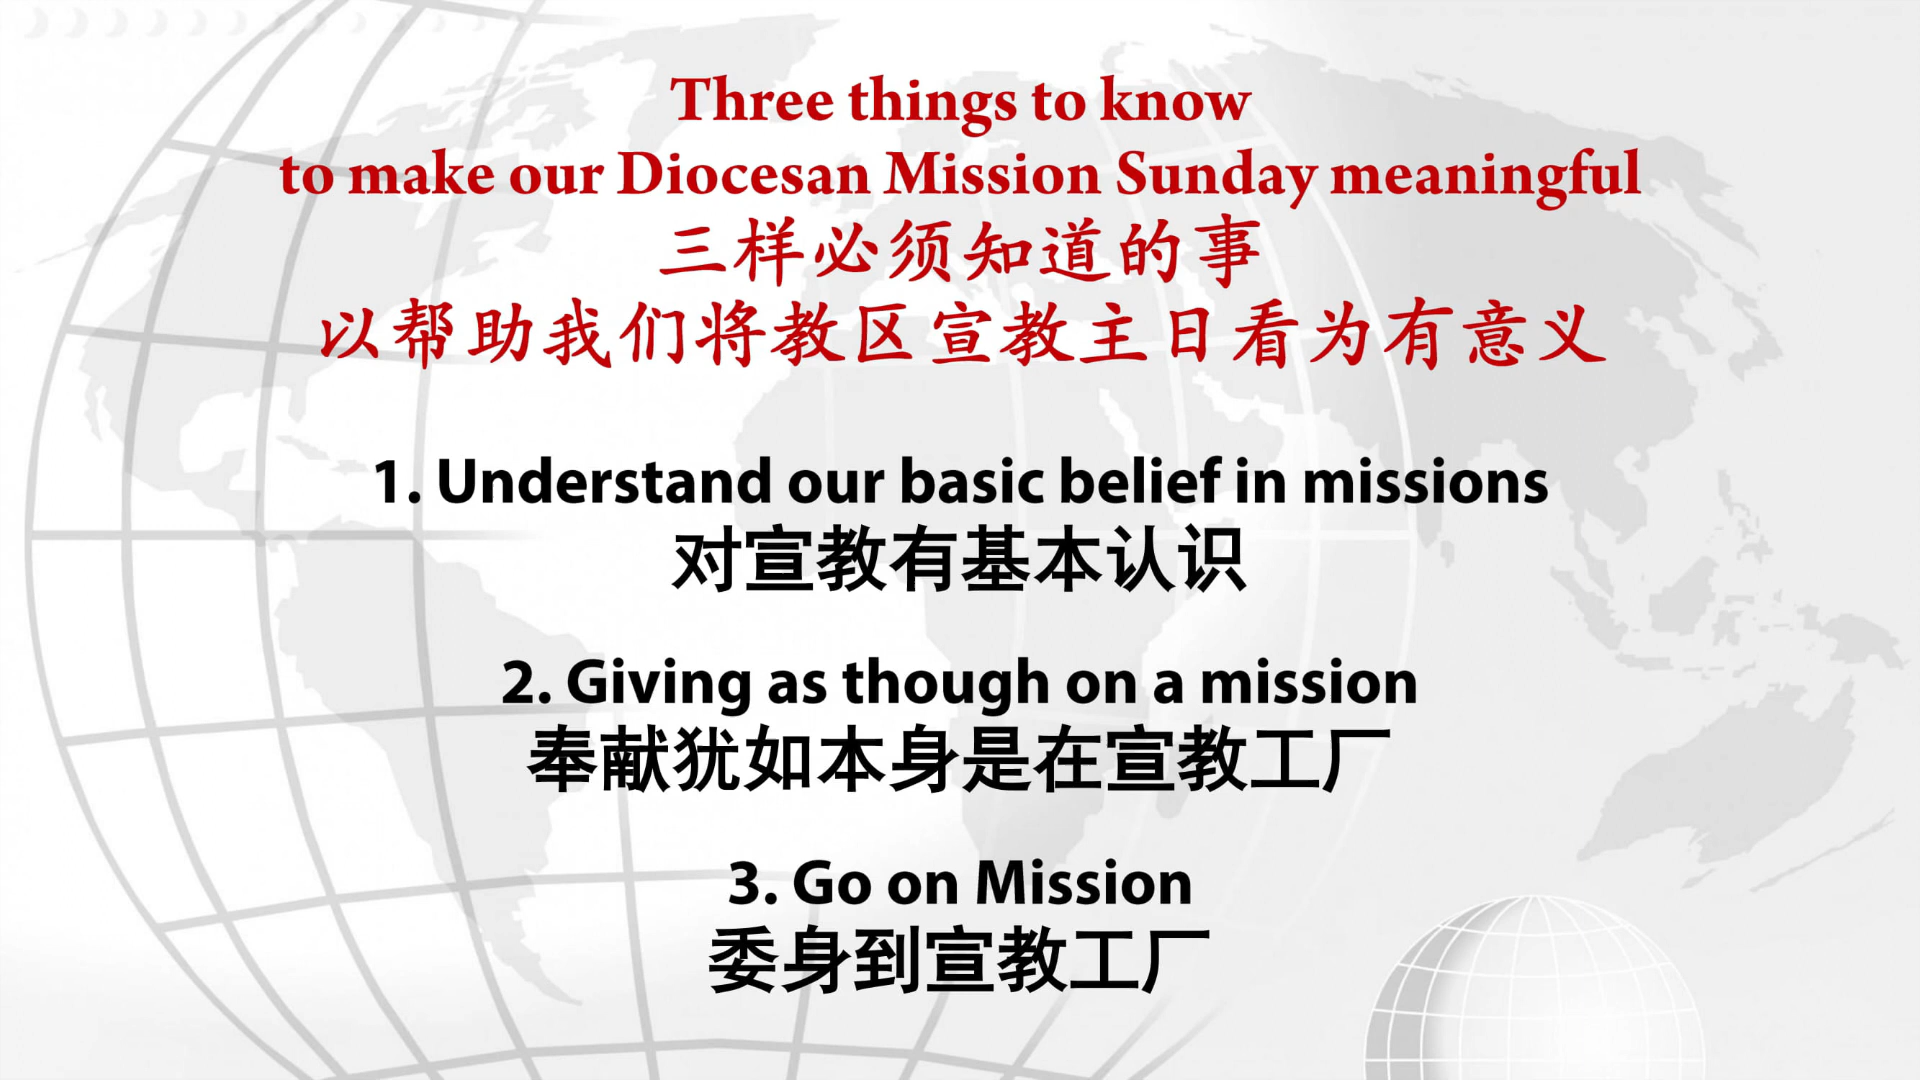 Three things to know
to make our Diocesan Mission Sunday meaningful
三样必须知道的事
以帮助我们将教区宣教主日看为有意义
1. Understand our basic belief in missions
对宣教有基本认识
2. Giving as though on a mission
奉献犹如本身是在宣教工厂
3. Go on Mission
委身到宣教工厂